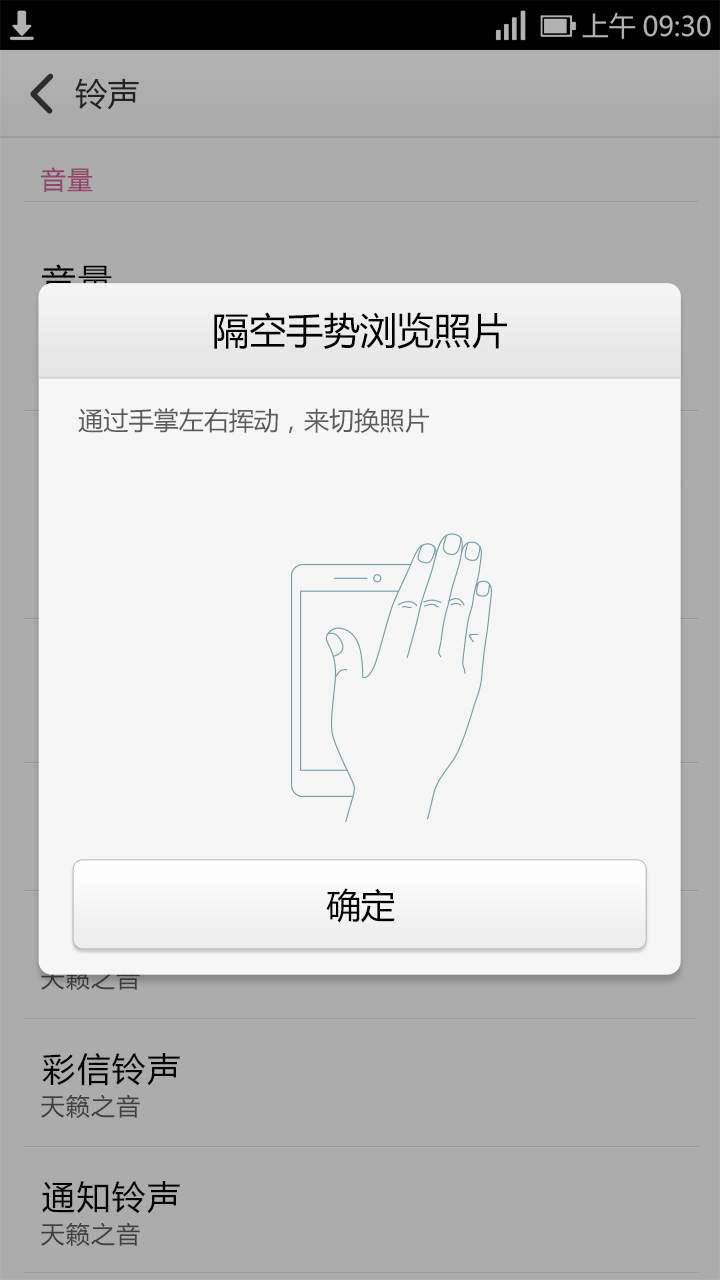 上午 09:30
铃声
音量
音量
隔空手势浏览照片
通过手掌左右挥动，来切换照片
确定
天籁之音
彩信铃声
天籁之音
通知铃声
天籁之音